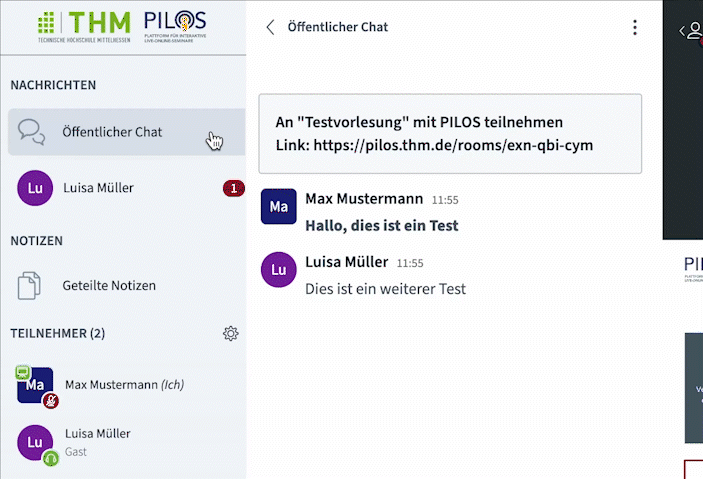 THM
TECHNISCHE HOCHSCHULE MITTELHESSEN
PILOS
PLATTFORM FÜR INTERAKTIVE
LIVE-ONLINE-SEMINARE
NACHRICHTEN
Öffentlicher Chat
Lu
Luisa Müller
1
NOTIZEN
Geteilte Notizen
TEILNEHMER (2)
Ma
Max Mustermann (Ich)
Lu
Luisa Müller
Gast
Öffentlicher Chat
An "Testvorlesung" mit PILOS teilnehmen
Link: https://pilos.thm.de/rooms/exn-qbi-cym
Ma
Max Mustermann 11:55
Hallo, dies ist ein Test
Lu
Luisa Müller 11:55
Dies ist ein weiterer Test